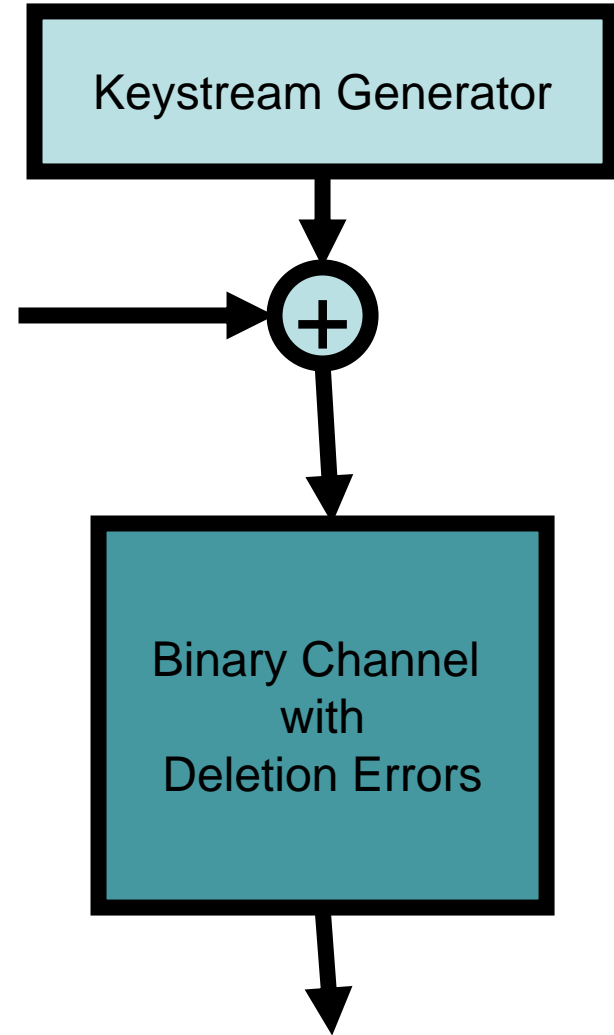 Keystream Generator
+
Binary Channel
with
Deletion Errors